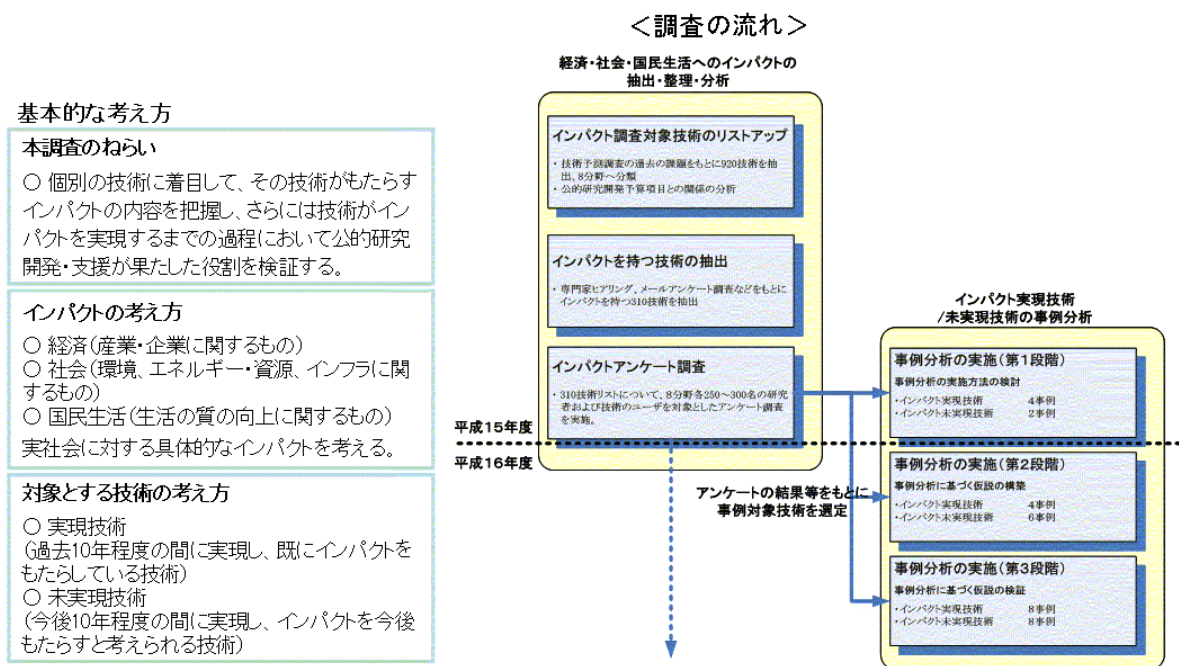 ＜調査の流れ＞
基本的な考え方
本調査のねらい
○ 個別の技術に着目して、その技術がもたらす
インパクトの内容を把握し、さらには技術がイン
パクトを実現するまでの過程において公的研究
開発・支援が果たした役割を検証する。
インパクトの考え方
○ 経済(産業・企業に関するもの)
○ 社会(環境、エネルギー・資源、インフラに関
するもの)
○ 国民生活(生活の質の向上に関するもの)
実社会に対する具体的なインパクトを考える。
対象とする技術の考え方
○ 実現技術
(過去10年程度の間に実現し、既にインパクトを
もたらしている技術)
○ 未実現技術
(今後10年程度の間に実現し、インパクトを今後
もたらすと考えられる技術)
経済・社会・国民生活へのインパクトの
抽出・整理・分析
インパクト調査対象技術のリストアップ
・技術予測調査の過去の課題をもとに920技術を抽
出、8分野へ分類
・公的研究開発予算項目との関係の分析
インパクトを持つ技術の抽出
・専門家ヒアリング、メールアンケート調査などをもとに
インパクトを持つ310技術を抽出
インパクトアンケート調査
・310技術リストについて、8分野各250～300名の研究
者および技術のユーザを対象としたアンケート調査
を実施。
平成15年度
平成16年度
アンケートの結果等をもとに
事例対象技術を選定
インパクト実現技術
/未実現技術の事例分析
事例分析の実施(第1段階)
事例分析の実施方法の検討
・インパクト実現技術 4事例
・インパクト未実現技術 2事例
事例分析の実施(第2段階)
事例分析に基づく仮説の構築
・インパクト実現技術 4事例
・インパクト未実現技術 6事例
事例分析の実施(第3段階)
事例分析に基づく仮説の検証
・インパクト実現技術 8事例
・インパクト未実現技術 8事例